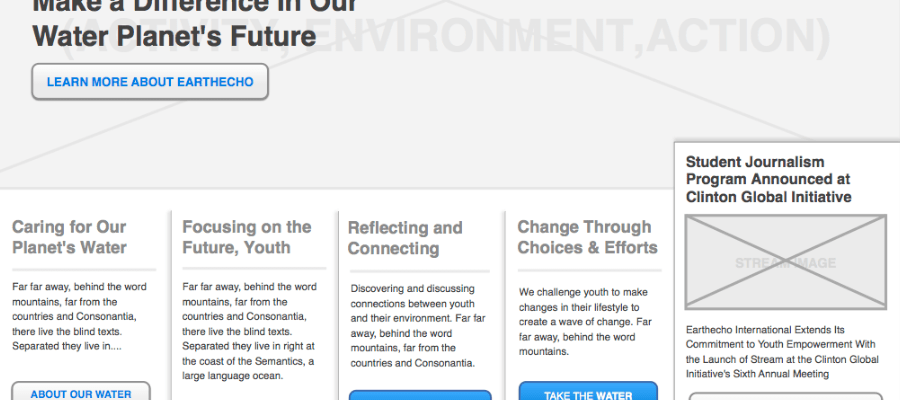 Make a Difference in Our
Water Planet's Future
(ACTIVITY, ENVIRONMENT,ACTION)
LEARN MORE ABOUT EARTHECHO
Caring for Our
Planet's Water
Far far away, behind the word
mountains, far from the
countries and Consonantia,
there live the blind texts.
Separated they live in....
ABOUT OUR WATER
Focusing on the
Future, Youth
Far far away, behind the word
mountains, far from the
countries and Consonantia,
there live the blind texts.
Separated they live in right at
the coast of the Semantics, a
large language ocean.
Reflecting and
Connecting
Discovering and discussing
connections between youth
and their environment. Far far
away, behind the word
mountains, far from the
countries and Consonantia.
Change Through
Choices & Efforts
We challenge youth to make
changes in their lifestyle to
create a wave of change. Far
far away, behind the word
mountains.
TAKE THE WATER
Student Journalism
Program Announced at
Clinton Global Initiative
STREAM IMAGE
Earthecho International Extends Its
Commitment to Youth Empowerment With
the Launch of Stream at the Clinton Global
Initiative's Sixth Annual Meeting